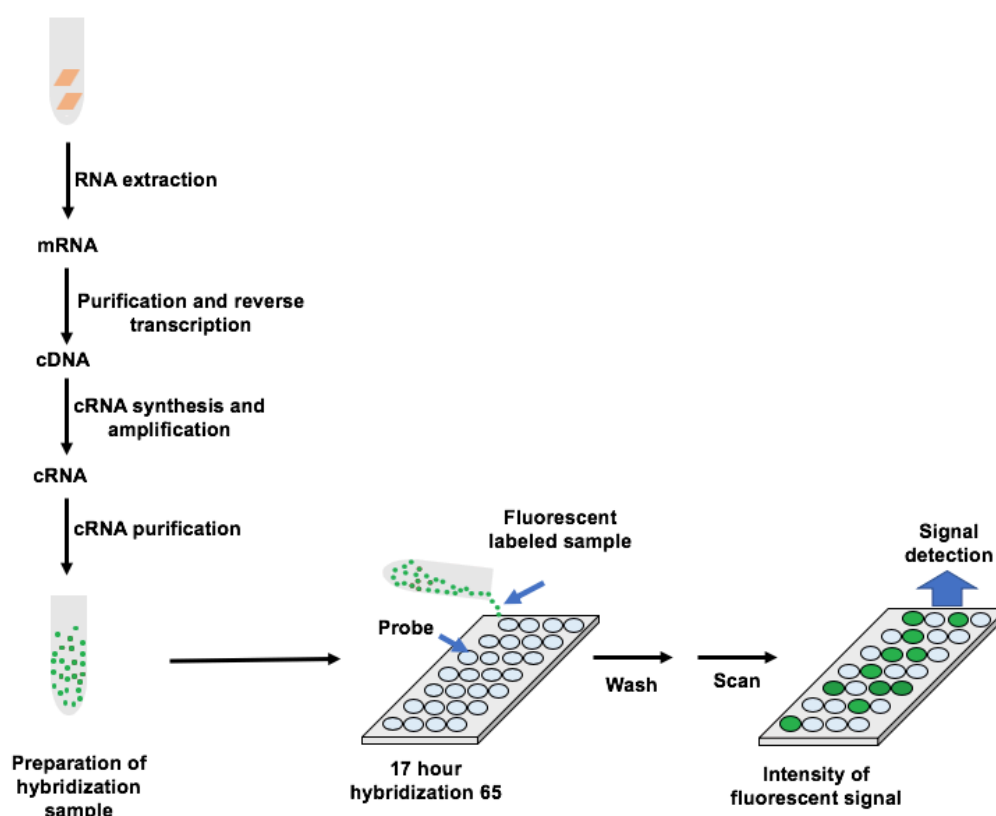 RNA extraction
mRNA
Purification and reverse
transcription
cDNA
cRNA synthesis and
amplification
cRNA
cRNA purification
Preparation of
hybridization
sample
Fluorescent
labeled sample
Probe
17 hour
hybridization 65
Wash
Scan
Signal
detection
Intensity of
fluorescent signal